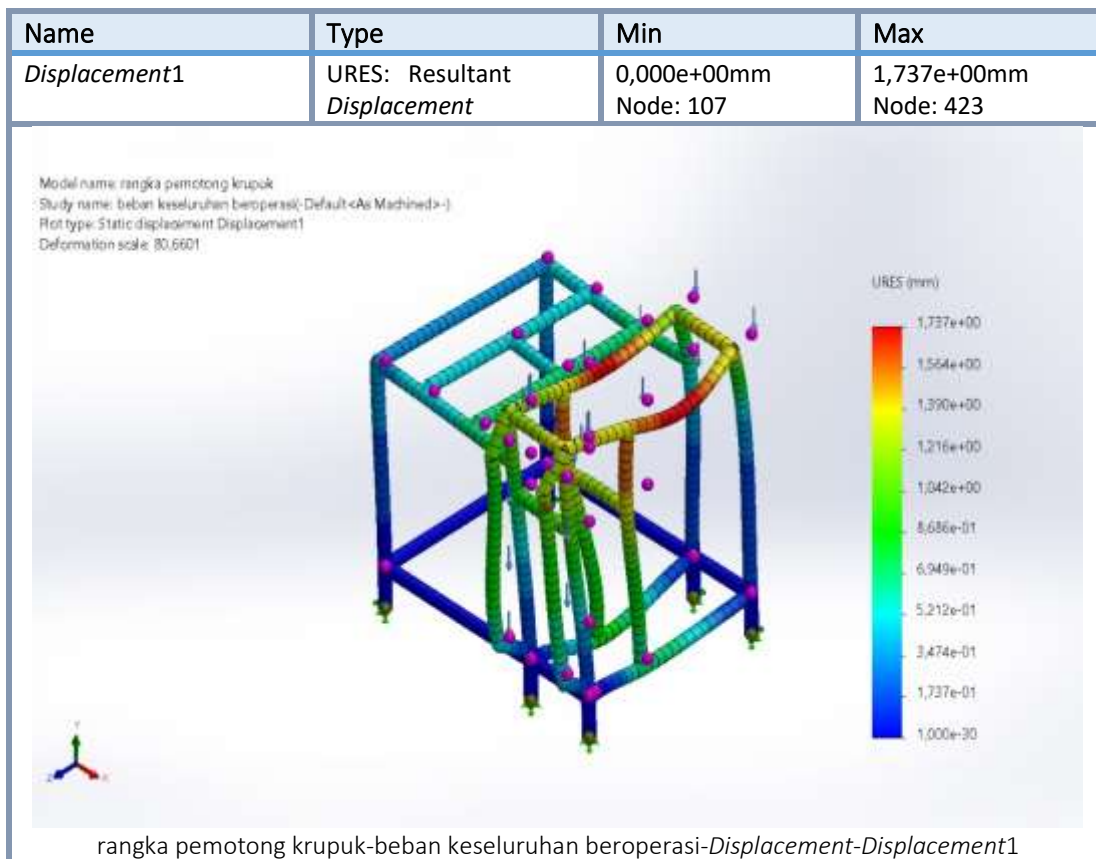 Name Type Min Max
Displacement1 URES: Resultant 0,000e+00mm 1,737e+00mm
Displacement Node: 107 Node: 423
Model name: rangka pemotong krupuk
Study name: beban keseluruhan beroperasi(-Default<As Machined>-)
Plot type: Static displacement Displacement1
Deformation scale: 80,6601
URES (mm)
1,737e+00
1,564e+00
1,390e+00
1,216e+00
1,042e+00
8,686e-01
6,949e-01
5,212e-01
3,474e-01
1,737e-01
1,000e-30
Y
Z X
rangka pemotong krupuk-beban keseluruhan beroperasi-Displacement-Displacement1